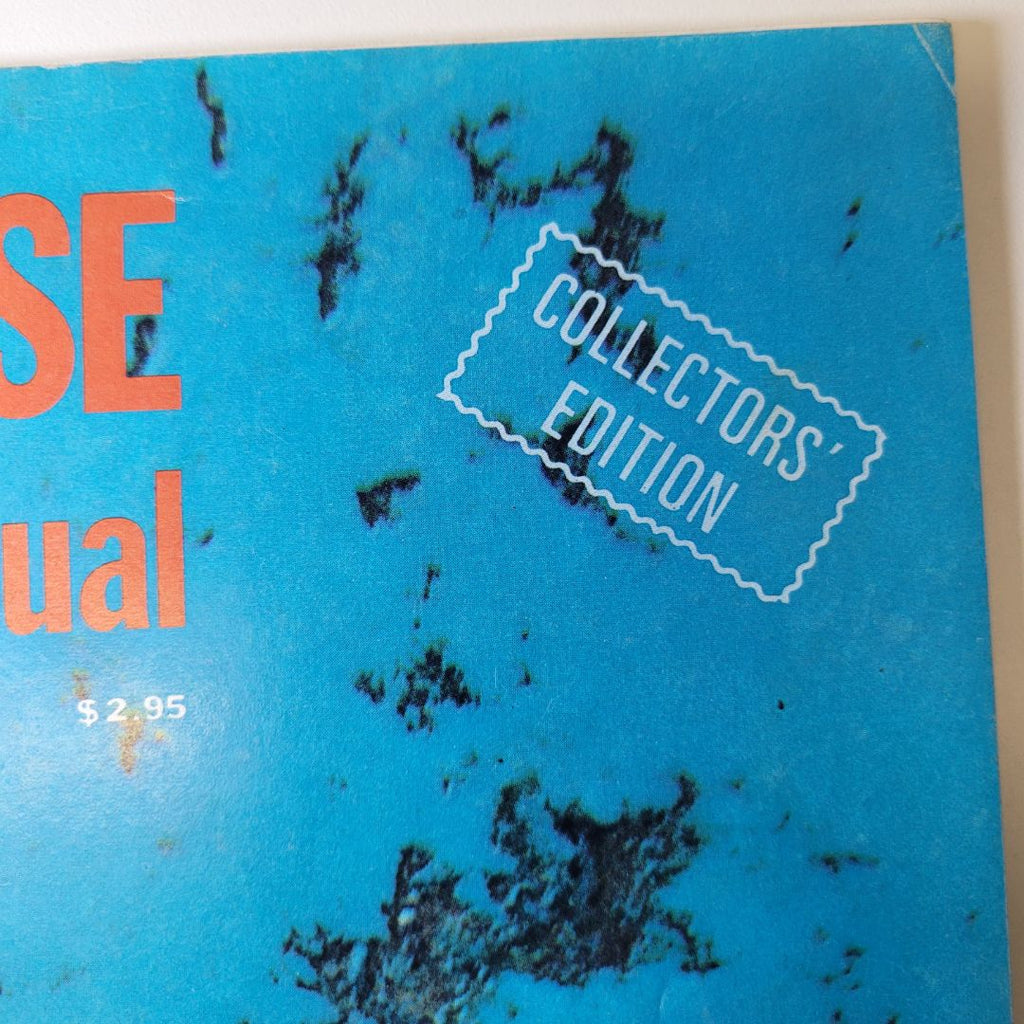 SE
ual
$2.95
COLLECTORS'
EDITION